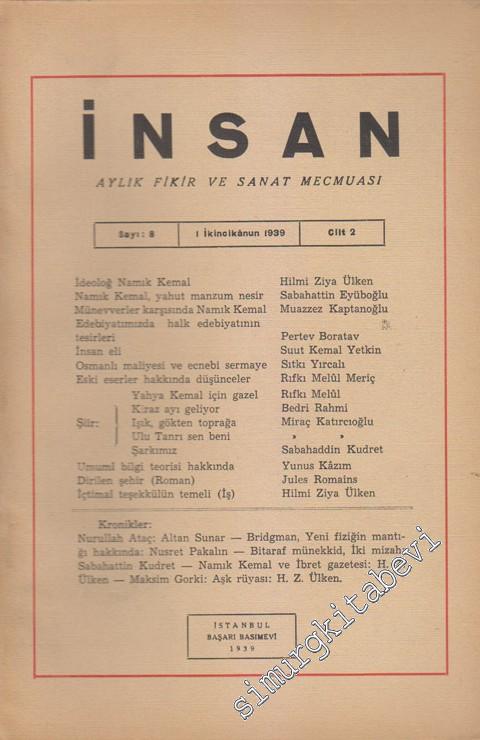 İNSAN
AYLIK FİKİR VE SANAT MECMUASI
Sayı: 8 1 İkincikânun 1939 Cilt 2
İdeoloğ Namık Kemal Hilmi Ziya Ülken
Namık Kemal, yahut manzum nesir Sabahattin Eyüboğlu
Münevverler karşısında Namık Kemal Muazzez Kaptanoğlu
Edebiyatımızda halk edebiyatının
tesirleri Pertev Boratav
İnsan eli Suut Kemal Yetkin
Osmanlı maliyesi ve ecnebi sermaye Sıtkı Yırcalı
Eski eserler hakkında düşünceler Rıfkı Melûl Meriç
Yahya Kemal için gazel Rıfkı Melûl
Kiraz ayı geliyor Bedri Rahmi
Şiir: Işık, gökten toprağa Miraç Katırcıoğlu
Ulu Tanrı sen beni » »
Şarkımız Sabahaddin Kudret
Umumî bilgi teorisi hakkında Yunus Kâzım
Dirilen şehir (Roman) Jules Romains
İçtimaî teşekkülün temeli (İş) Hilmi Ziya Ülken
Kronikler:
Nurullah Ataç: Altan Sunar — Bridgman, Yeni fiziğin mantı-
ğı hakkında: Nusret Pakalın — Bitaraf münekkid, İki mizah:
Sabahattin Kudret — Namık Kemal ve İbret gazetesi: H.
Ülken — Maksim Gorki: Aşk rüyası: H. Z. Ülken.
İSTANBUL
BAŞARI BASIMEVİ
1939
simurgkitabevi